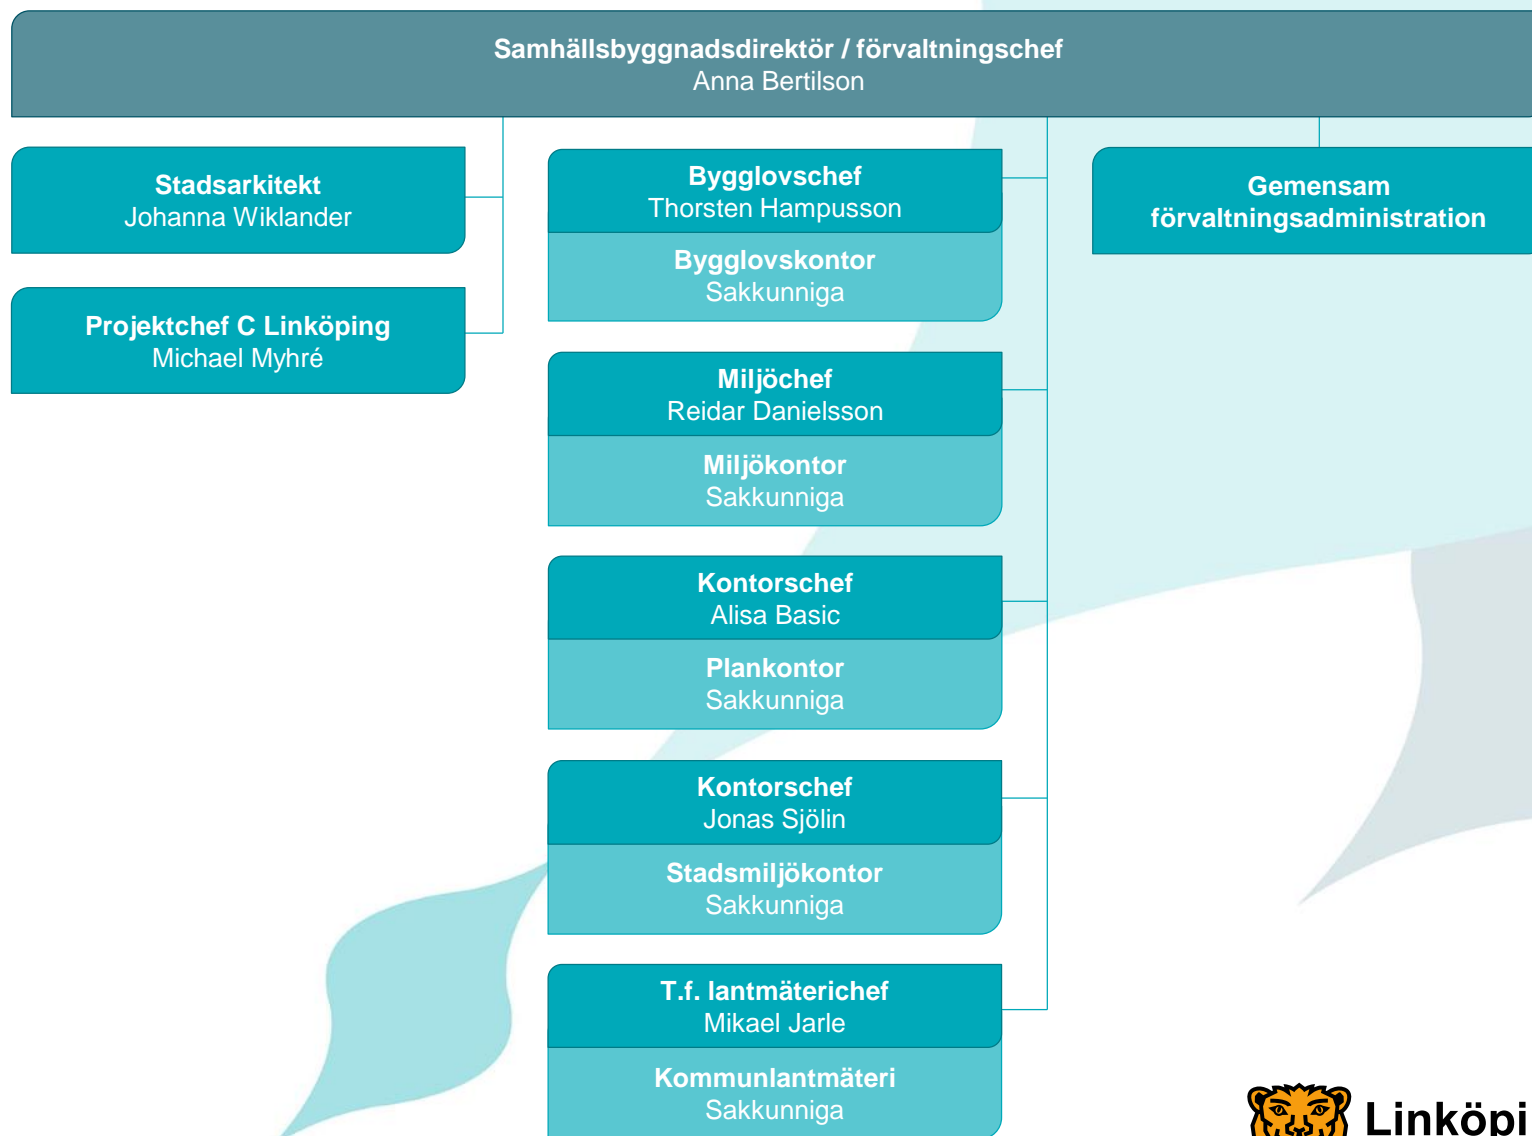 Samhällsbyggnadsdirektör / förvaltningschef
Anna Bertilson
Stadsarkitekt
Johanna Wiklander
Projektchef C Linköping
Michael Myhré
Bygglovschef
Thorsten Hampusson
Bygglovskontor
Sakkunniga
Miljöchef
Reidar Danielsson
Miljökontor
Sakkunniga
Kontorschef
Alisa Basic
Plankontor
Sakkunniga
Kontorschef
Jonas Sjölin
Stadsmiljökontor
Sakkunniga
T.f. lantmäterichef
Mikael Jarle
Kommunlantmäteri
Sakkunniga
Gemensam
förvaltningsadministration
Linköpi